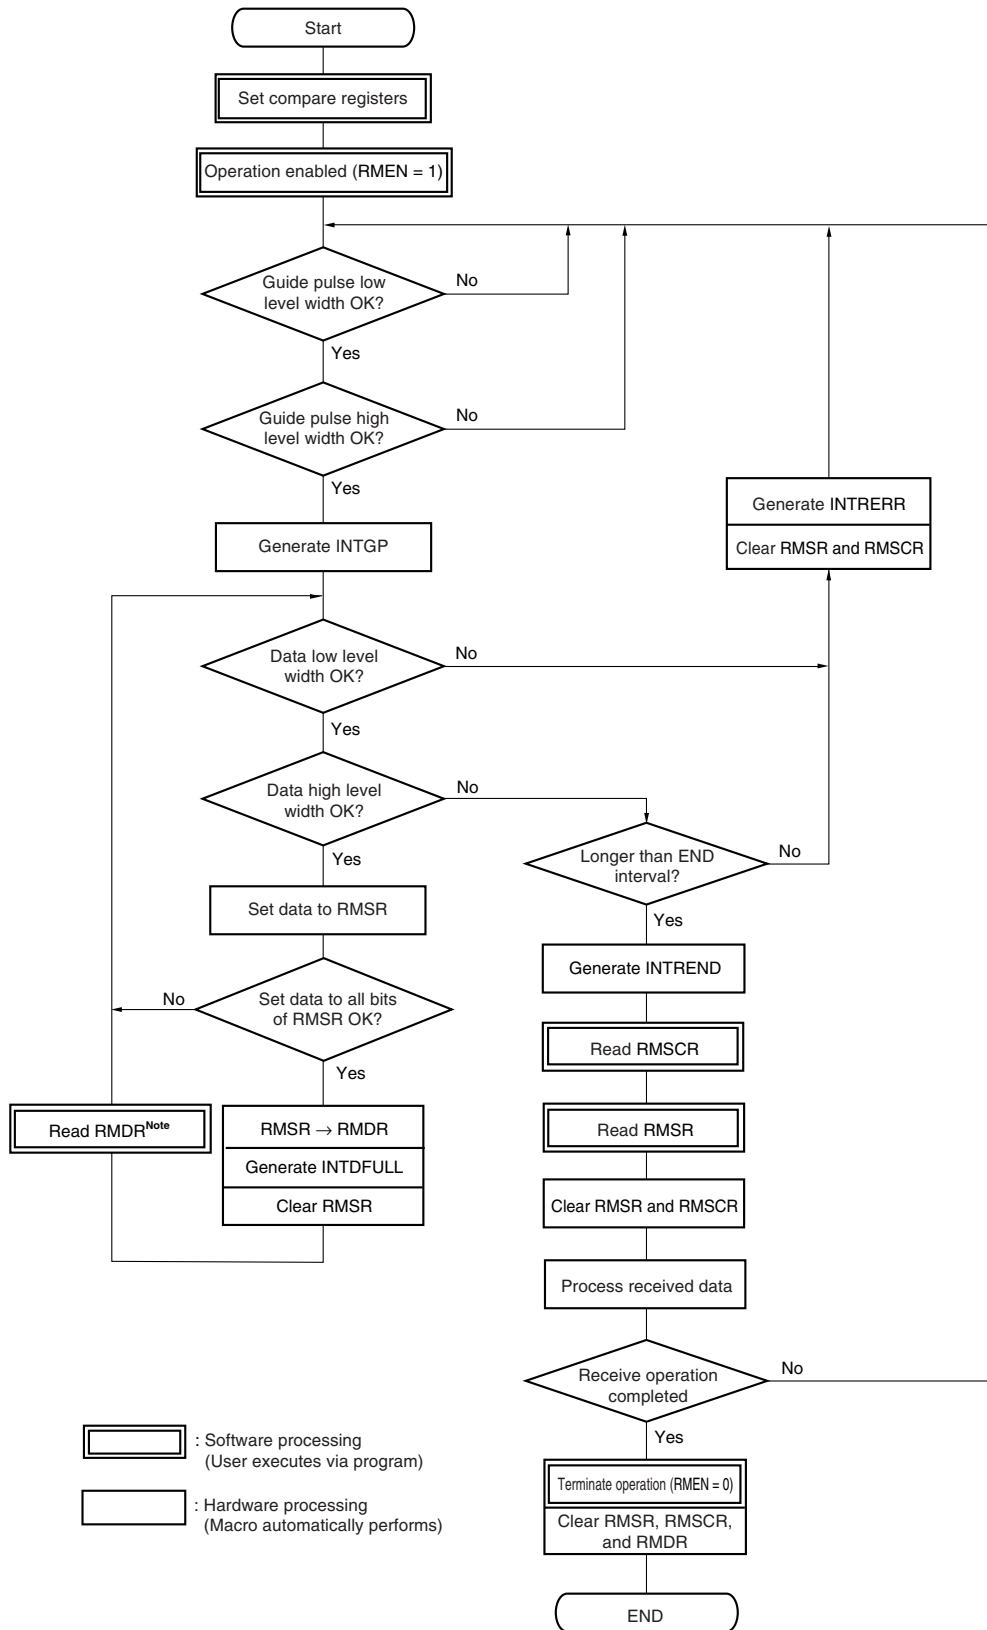 Start
Set compare registers
Operation enabled (RMEN = 1)
Guide pulse low
level width OK?
No
Yes
Guide pulse high
level width OK?
No
Yes
Generate INTGP
Generate INTRERR
Clear RMSR and RMSCR
Data low level
width OK?
No
Yes
Data high level
width OK?
No
Yes
Longer than END
interval?
No
Yes
Set data to RMSR
Generate INTREND
Set data to all bits
of RMSR OK?
No
Yes
Read RMSCR
Read RMDRNote
RMSR → RMDR
Generate INTDFULL
Clear RMSR
Read RMSR
Clear RMSR and RMSCR
Process received data
Receive operation
completed
No
Yes
Terminate operation (RMEN = 0)
Clear RMSR, RMSCR,
and RMDR
END
: Software processing
(User executes via program)
: Hardware processing
(Macro automatically performs)